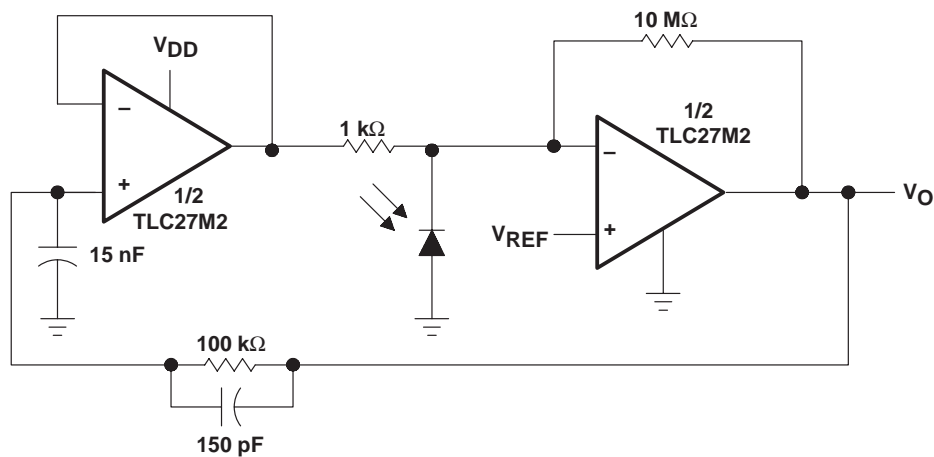 10 MΩ
VDD
−
+
1/2
TLC27M2
1 kΩ
1/2
TLC27M2
−
+
VREF
VO
15 nF
100 kΩ
150 pF